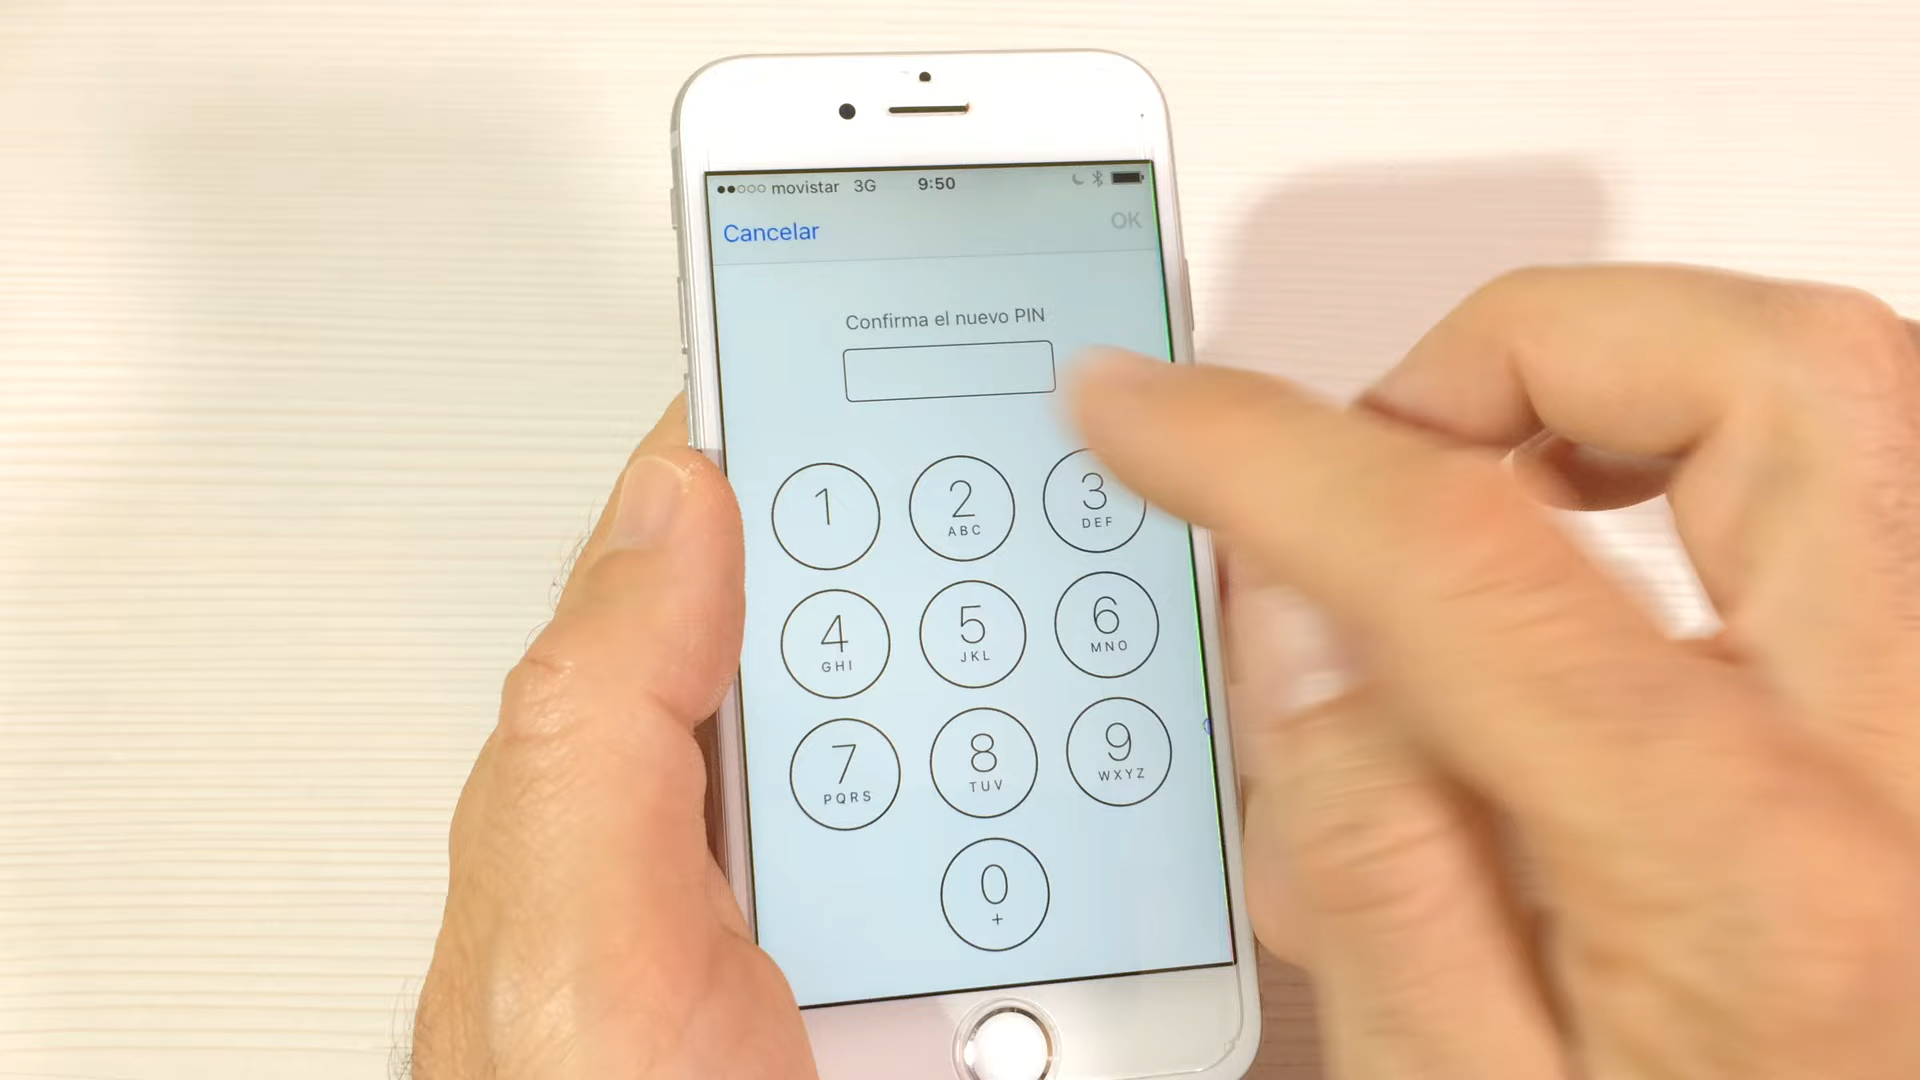 movistar 3G 9:50
Cancelar OK
Confirma el nuevo PIN
1 2 3
ABC DEF
4 5 6
GHI JKL MNO
7 8 9
PQRS TUV WXYZ
0
+